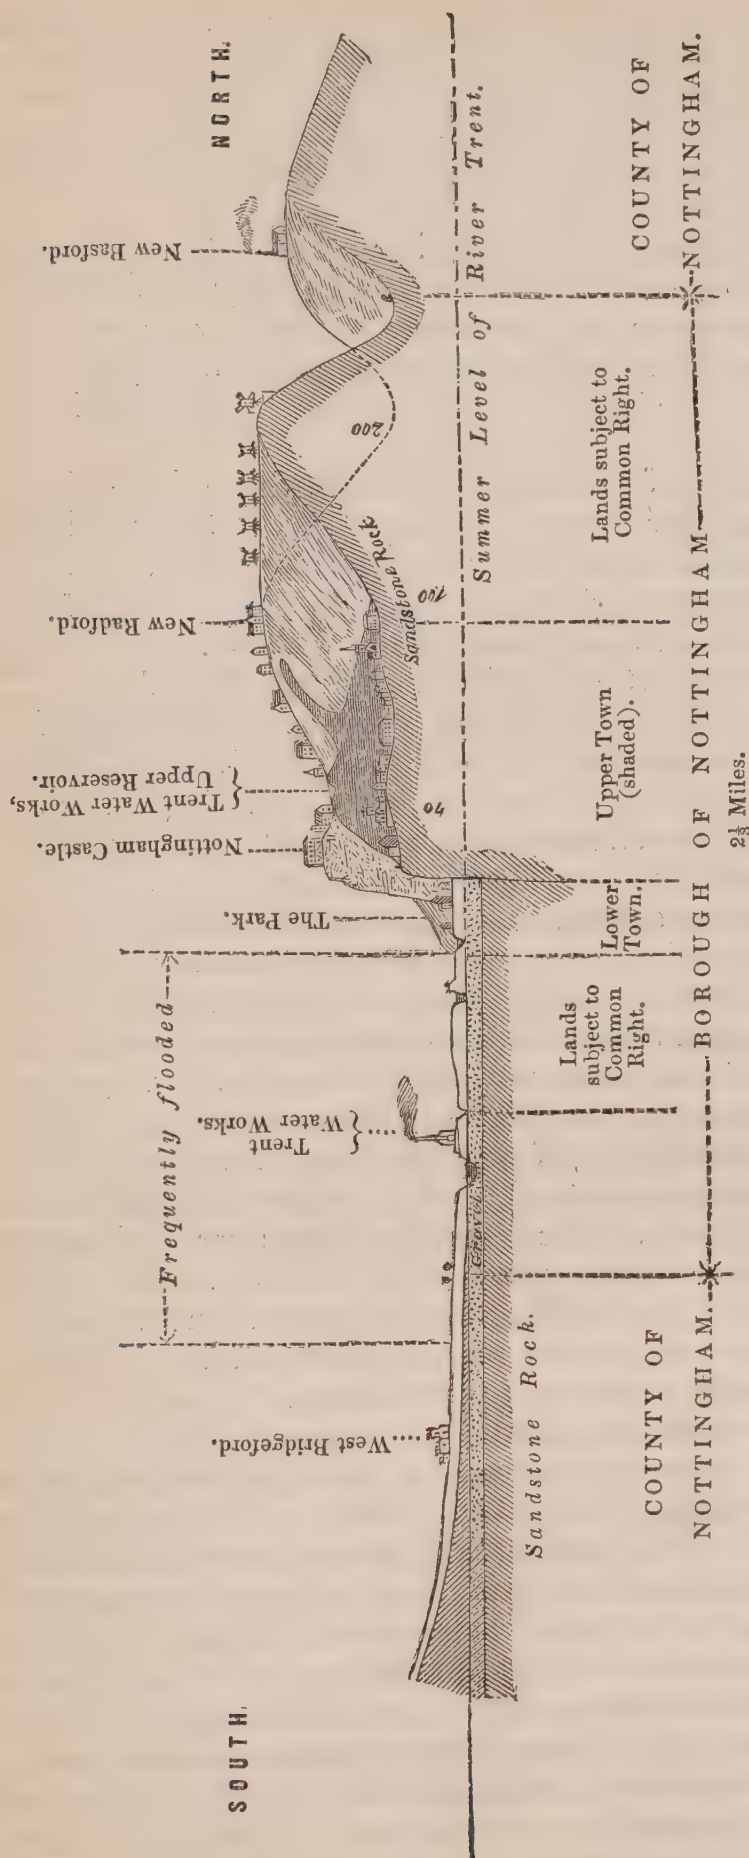 NORTH.
SOUTH.
New Basford.
New Radford.
Trent Water Works,
Upper Reservoir.
Nottingham Castle.
The Park.
Frequently flooded
Trent
Water Works.
West Bridgeford.
200
100
40
Sandstone Rock
Summer Level of River Trent.
Gravel
Sandstone Rock.
COUNTY OF
NOTTINGHAM.
Lands
subject to
Common
Right.
Lower
Town.
Upper Town
(shaded).
Lands subject to
Common Right.
COUNTY OF
NOTTINGHAM.
BOROUGH OF NOTTINGHAM
2⅓ Miles.